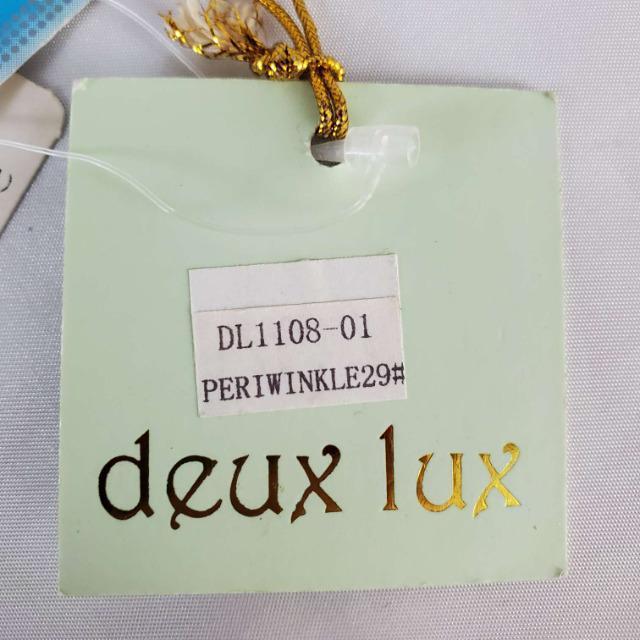 DL1108-01
PERIWINKLE29#
deux lux